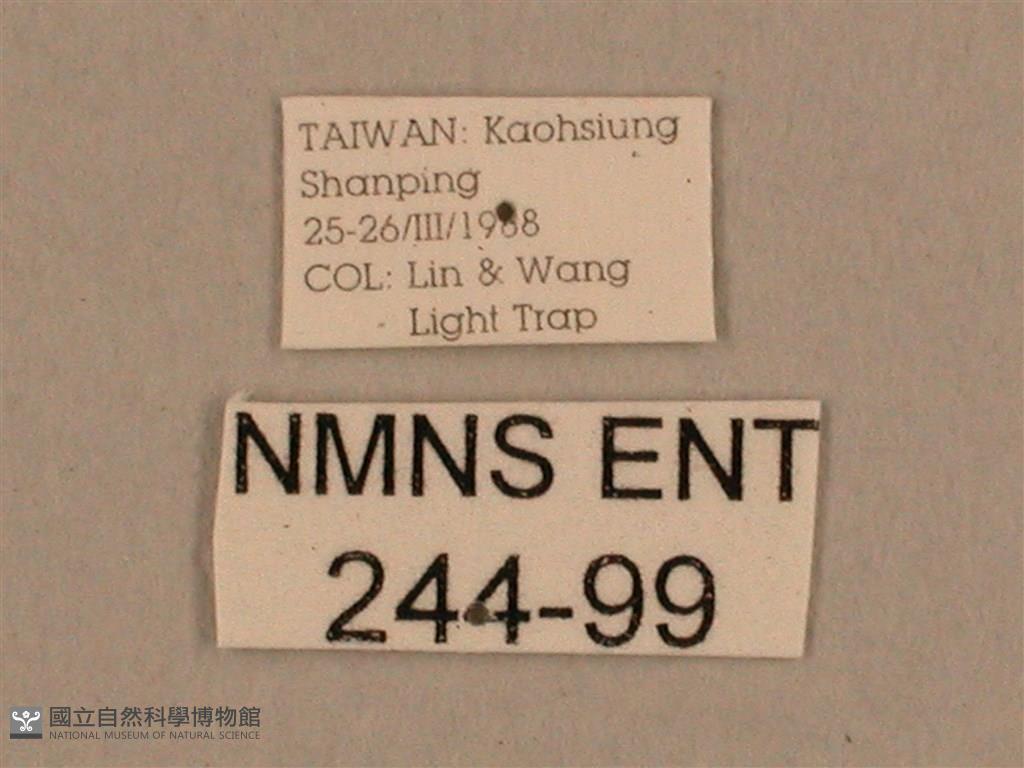 TAIWAN: Kaohsiung
Shanping
25-26/III/1988
COL: Lin & Wang
Light Trap
NMNS ENT
244-99
國立自然科學博物館
NATIONAL MUSEUM OF NATURAL SCIENCE